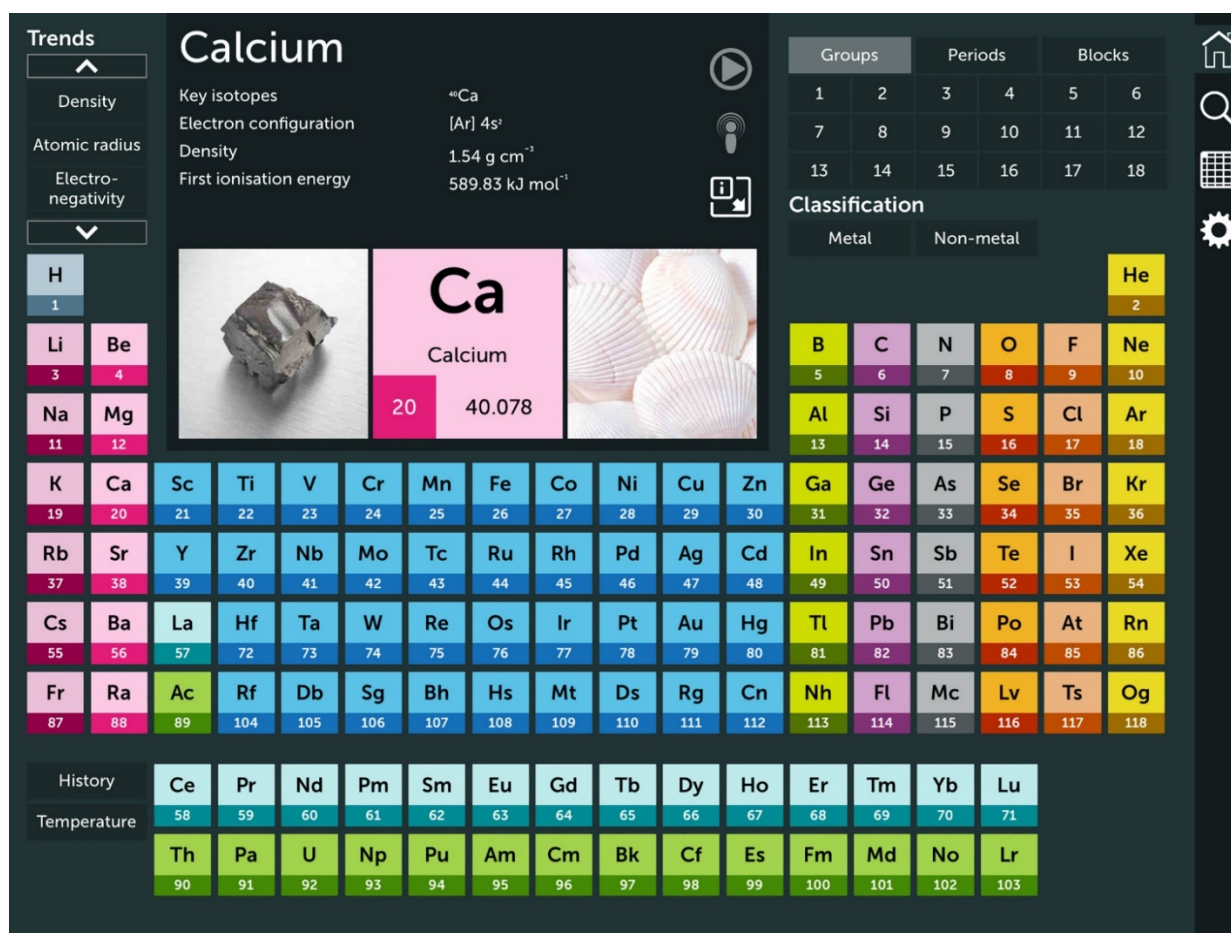 Trends
Density
Atomic radius
Electro-
negativity
Calcium
Key isotopes ⁴⁰Ca
Electron configuration [Ar] 4s²
Density 1.54 g cm⁻³
First ionisation energy 589.83 kJ mol⁻¹
Groups Periods Blocks
1 2 3 4 5 6
7 8 9 10 11 12
13 14 15 16 17 18
Classification
Metal Non-metal
Ca
Calcium
20 40.078
H He
1 2
Li Be B C N O F Ne
3 4 5 6 7 8 9 10
Na Mg Al Si P S Cl Ar
11 12 13 14 15 16 17 18
K Ca Sc Ti V Cr Mn Fe Co Ni Cu Zn Ga Ge As Se Br Kr
19 20 21 22 23 24 25 26 27 28 29 30 31 32 33 34 35 36
Rb Sr Y Zr Nb Mo Tc Ru Rh Pd Ag Cd In Sn Sb Te I Xe
37 38 39 40 41 42 43 44 45 46 47 48 49 50 51 52 53 54
Cs Ba La Hf Ta W Re Os Ir Pt Au Hg Tl Pb Bi Po At Rn
55 56 57 72 73 74 75 76 77 78 79 80 81 82 83 84 85 86
Fr Ra Ac Rf Db Sg Bh Hs Mt Ds Rg Cn Nh Fl Mc Lv Ts Og
87 88 89 104 105 106 107 108 109 110 111 112 113 114 115 116 117 118
History
Temperature
Ce Pr Nd Pm Sm Eu Gd Tb Dy Ho Er Tm Yb Lu
58 59 60 61 62 63 64 65 66 67 68 69 70 71
Th Pa U Np Pu Am Cm Bk Cf Es Fm Md No Lr
90 91 92 93 94 95 96 97 98 99 100 101 102 103